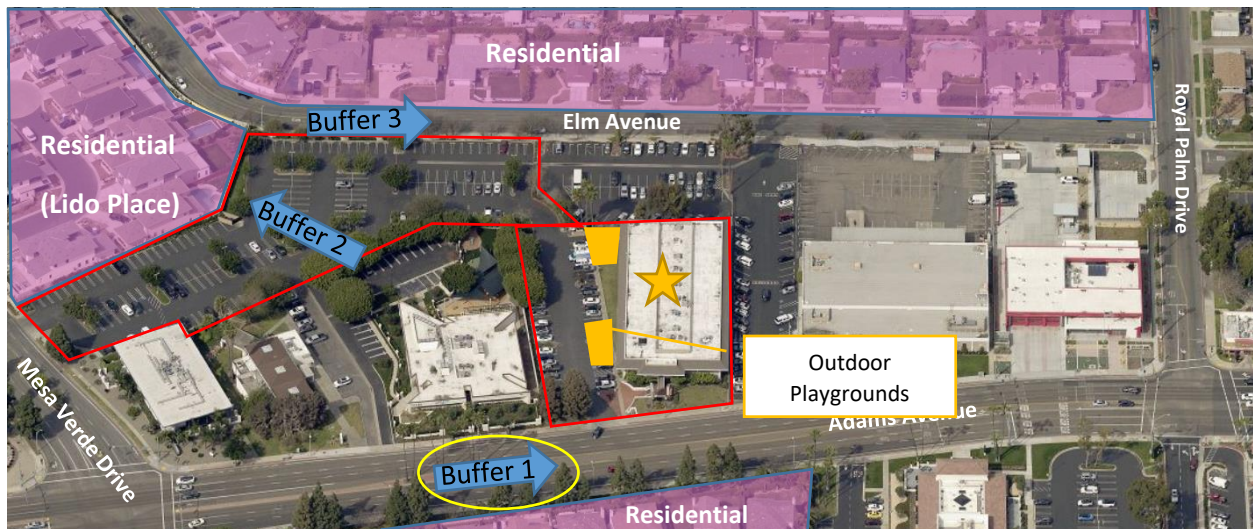 Residential
Residential
(Lido Place)
Buffer 3
Elm Avenue
Royal Palm Drive
Buffer 2
Outdoor
Playgrounds
Mesa Verde Drive
Adams Avenue
Buffer 1
Residential